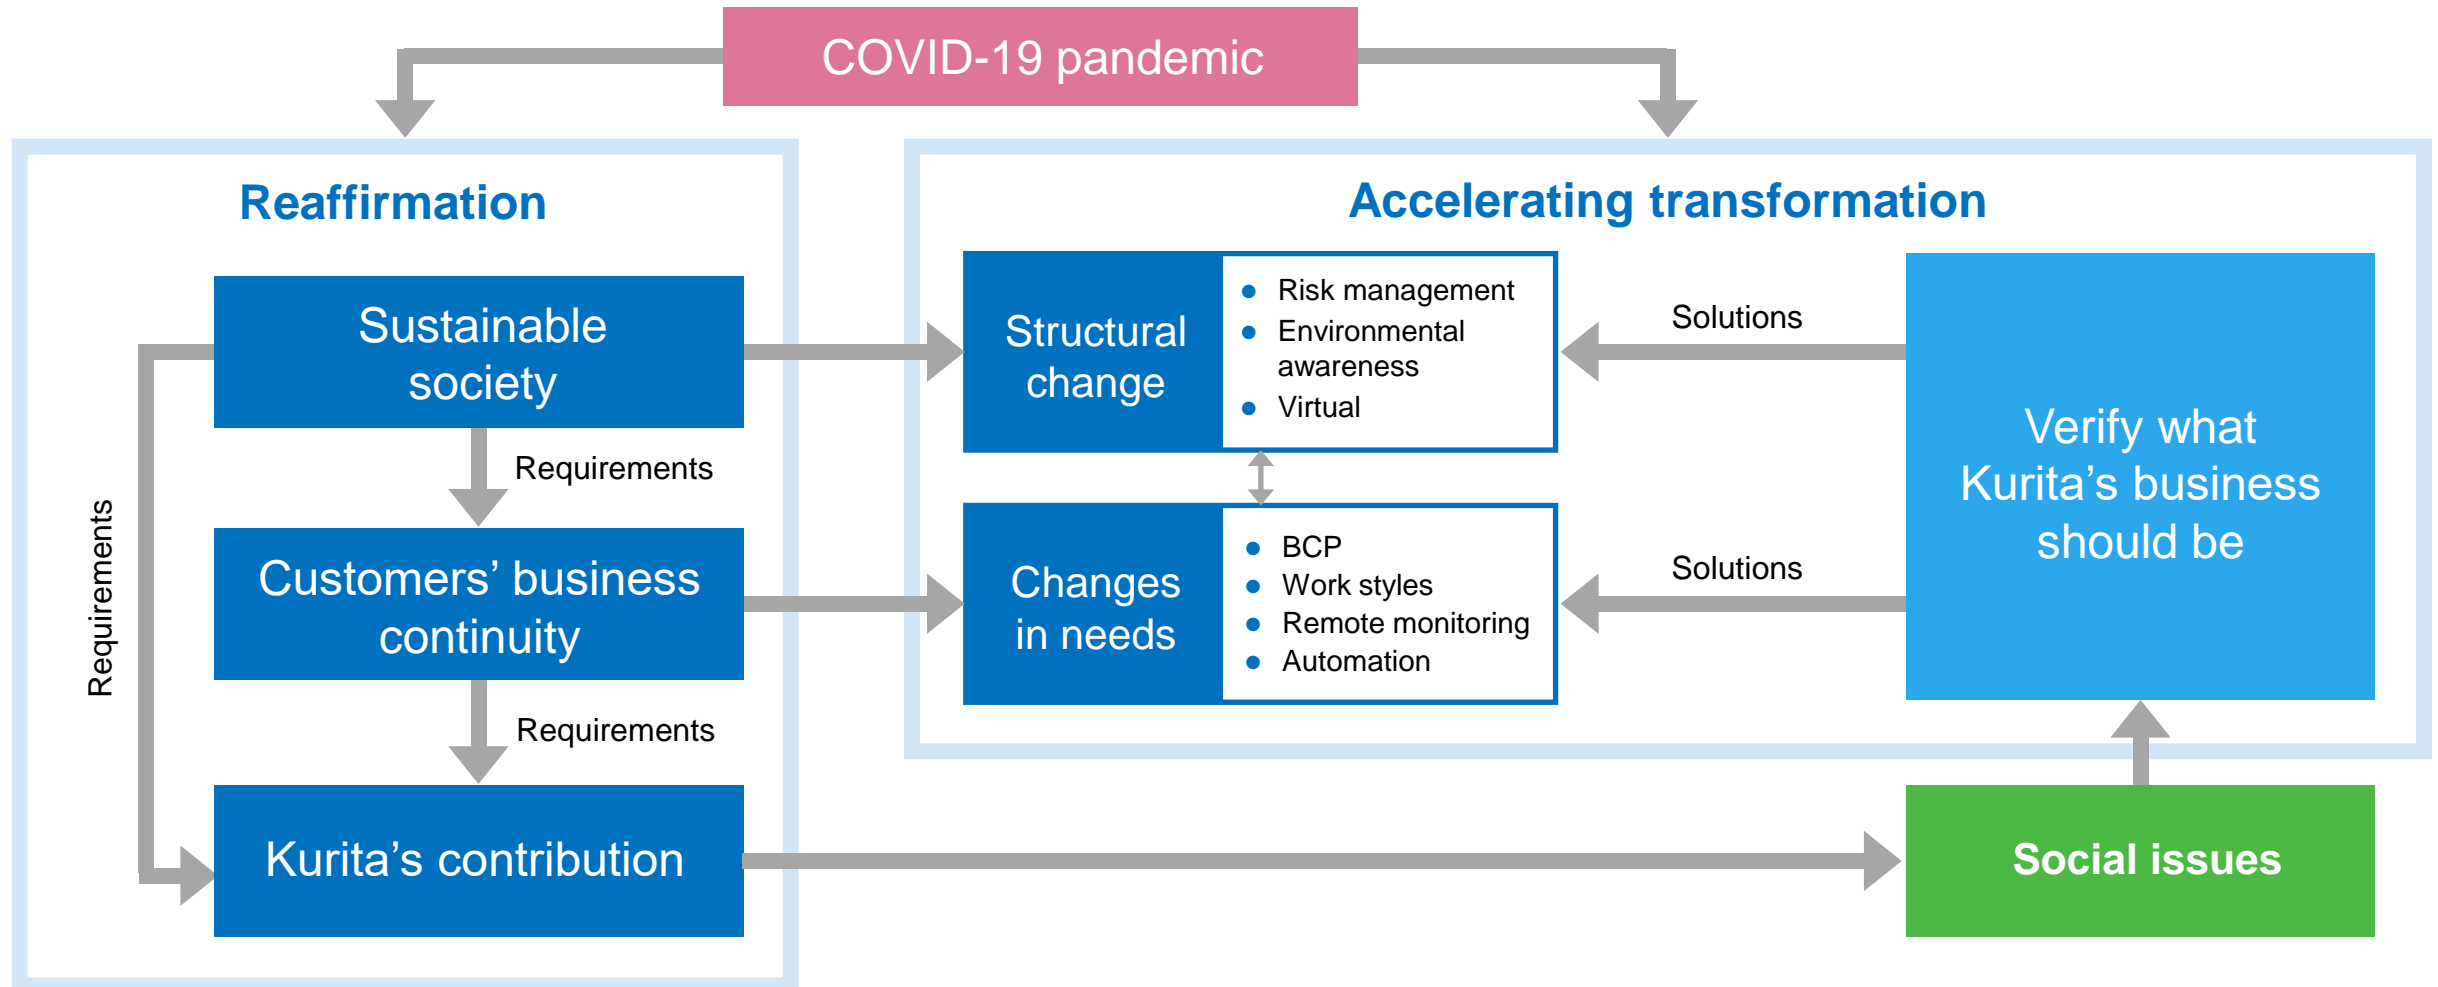 COVID-19 pandemic
Reaffirmation
Sustainable
society
Requirements
Customers’ business
continuity
Requirements
Requirements
Kurita’s contribution
Accelerating transformation
Structural
change
● Risk management
● Environmental
awareness
● Virtual
Changes
in needs
● BCP
● Work styles
● Remote monitoring
● Automation
Solutions
Solutions
Verify what
Kurita’s business
should be
Social issues